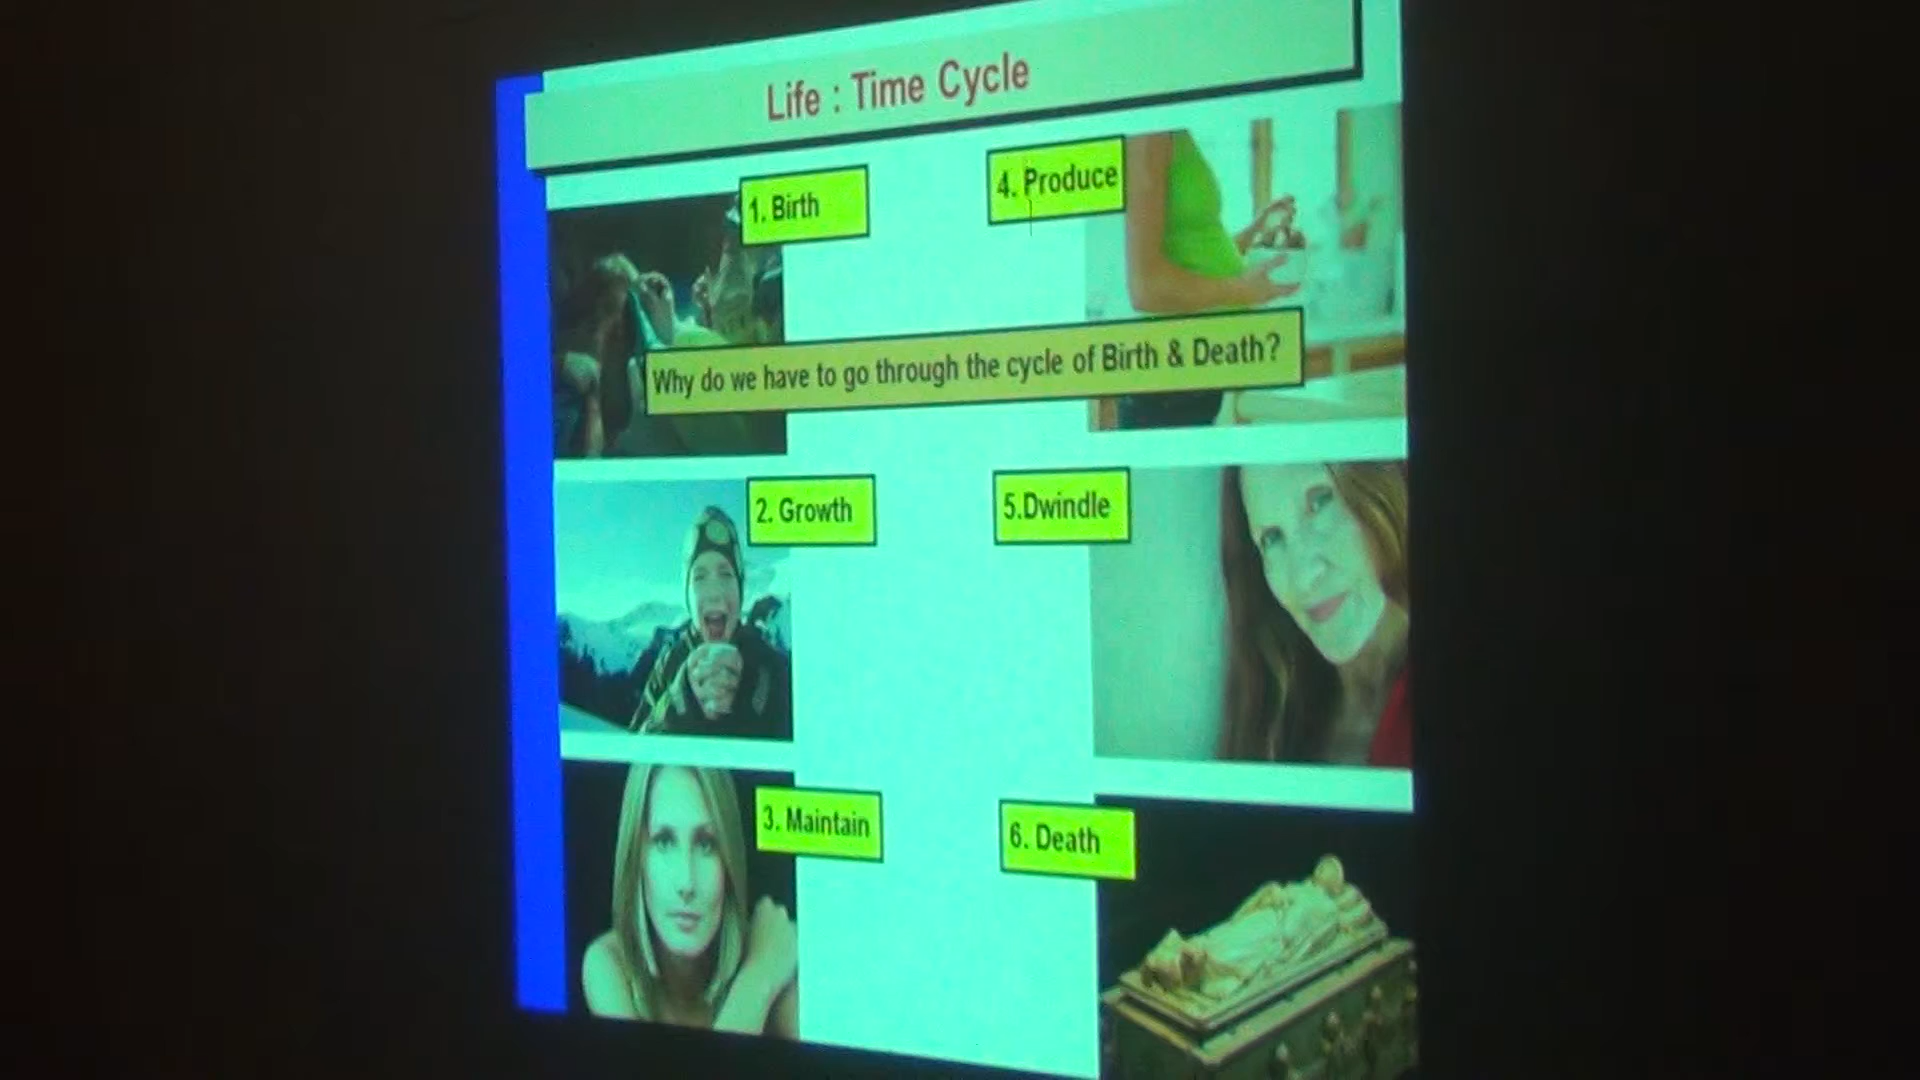 Life : Time Cycle
1. Birth
4. Produce
Why do we have to go through the cycle of Birth & Death?
2. Growth
5.Dwindle
3. Maintain
6. Death